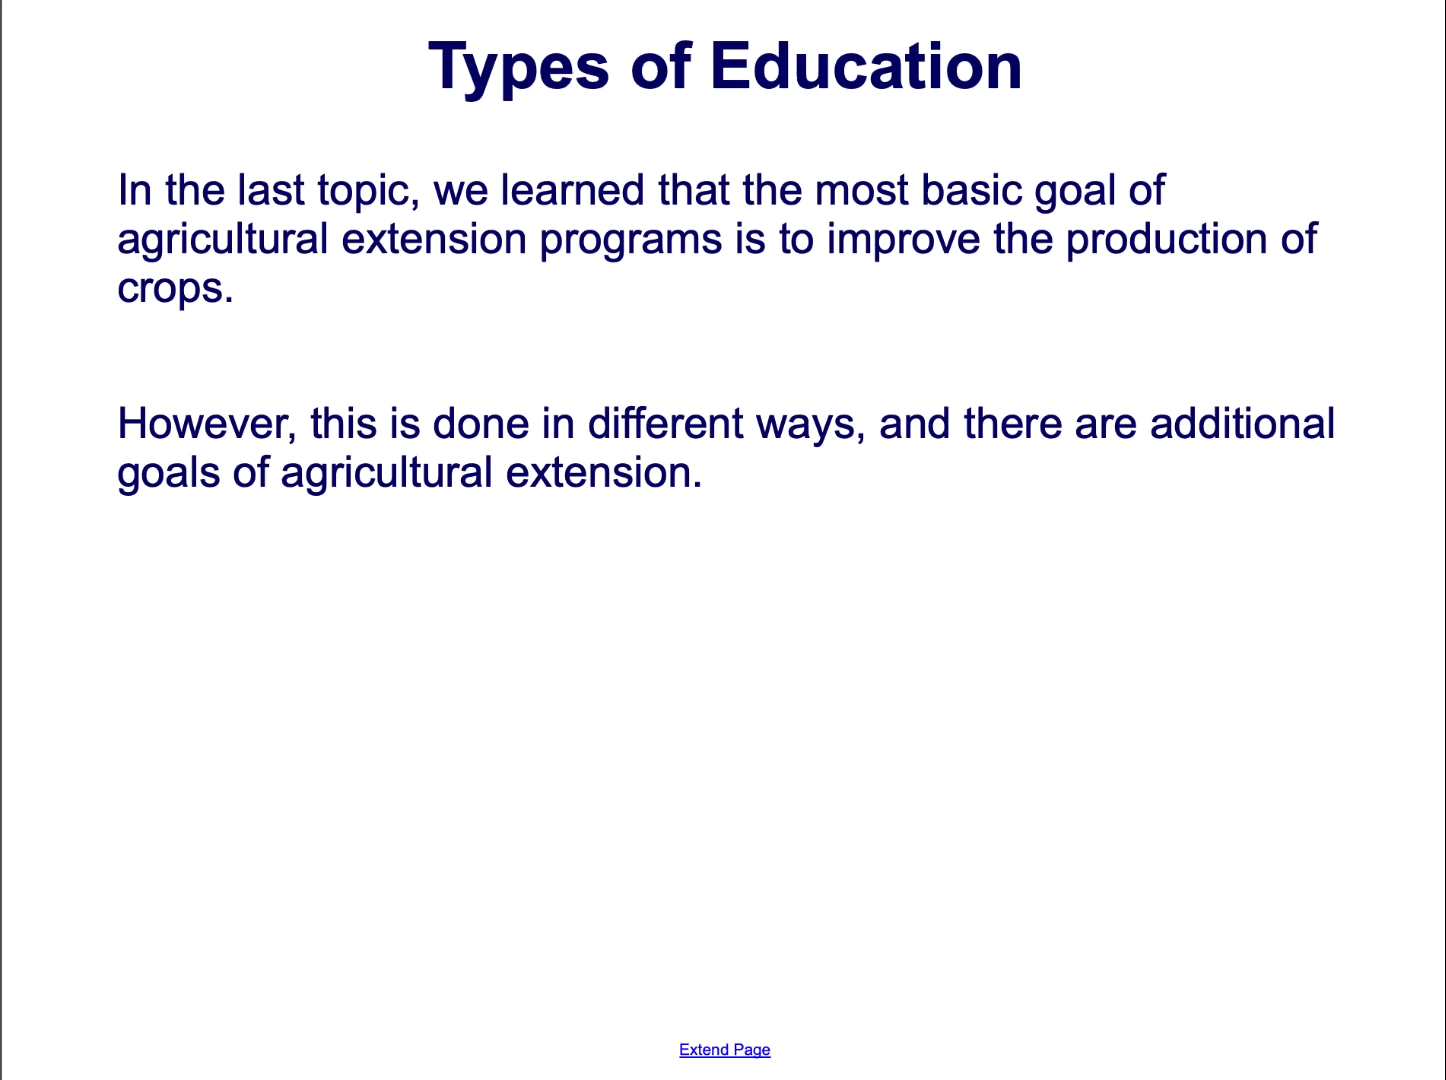 Types of Education
In the last topic, we learned that the most basic goal of
agricultural extension programs is to improve the production of
crops.
However, this is done in different ways, and there are additional
goals of agricultural extension.
Extend Page